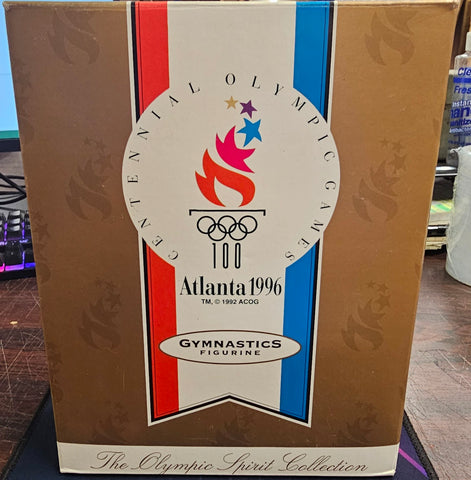 CENTENNIAL OLYMPIC GAMES
100
Atlanta 1996
TM, © 1992 ACOG
GYMNASTICS
FIGURINE
The Olympic Spirit Collection